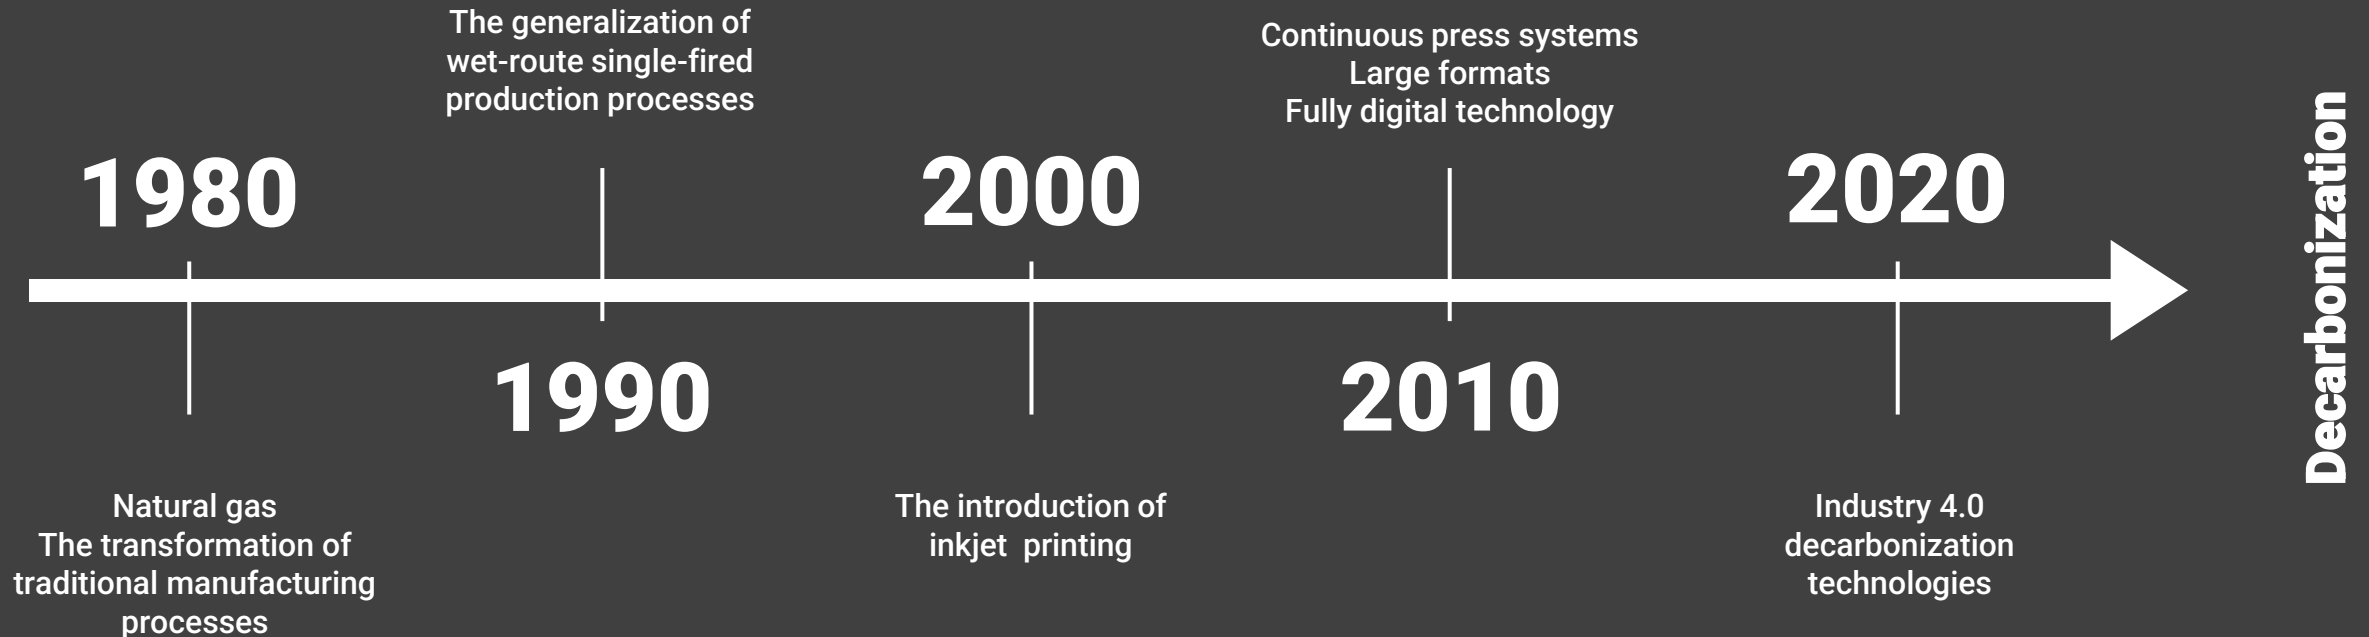 1980
Natural gas
The transformation of
traditional manufacturing
processes
The generalization of
wet-route single-fired
production processes
1990
2000
The introduction of
inkjet  printing
Continuous press systems
Large formats
Fully digital technology
2010
2020
Industry 4.0
decarbonization
technologies
Decarbonization